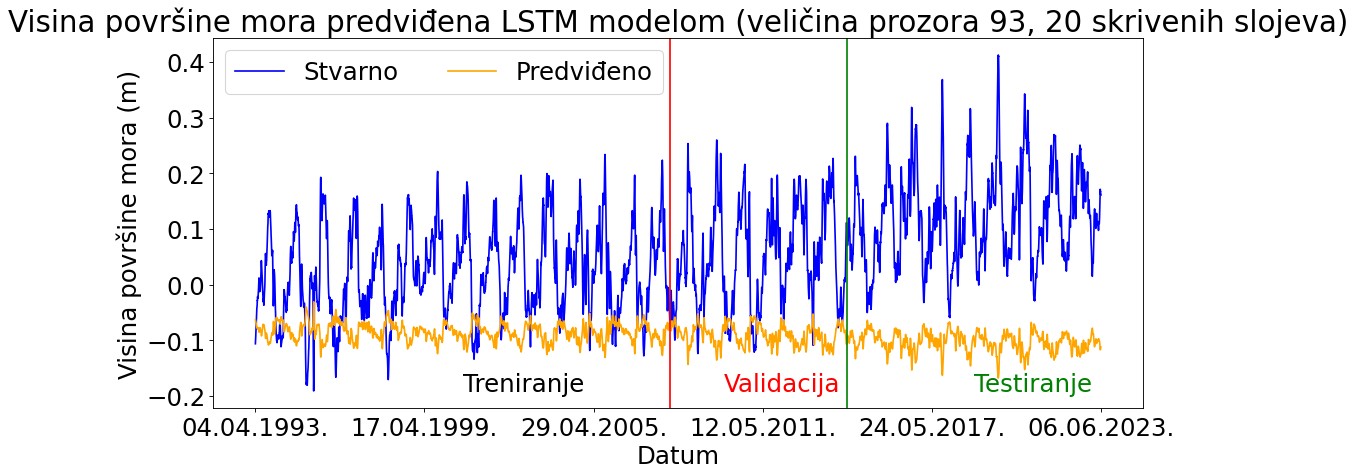 Visina površine mora predviđena LSTM modelom (veličina prozora 93, 20 skrivenih slojeva)
Stvarno
Predviđeno
Visina površine mora (m)
0.4
0.3
0.2
0.1
0.0
−0.1
−0.2
Treniranje
Validacija
Testiranje
04.04.1993.
17.04.1999.
29.04.2005.
12.05.2011.
24.05.2017.
06.06.2023.
Datum